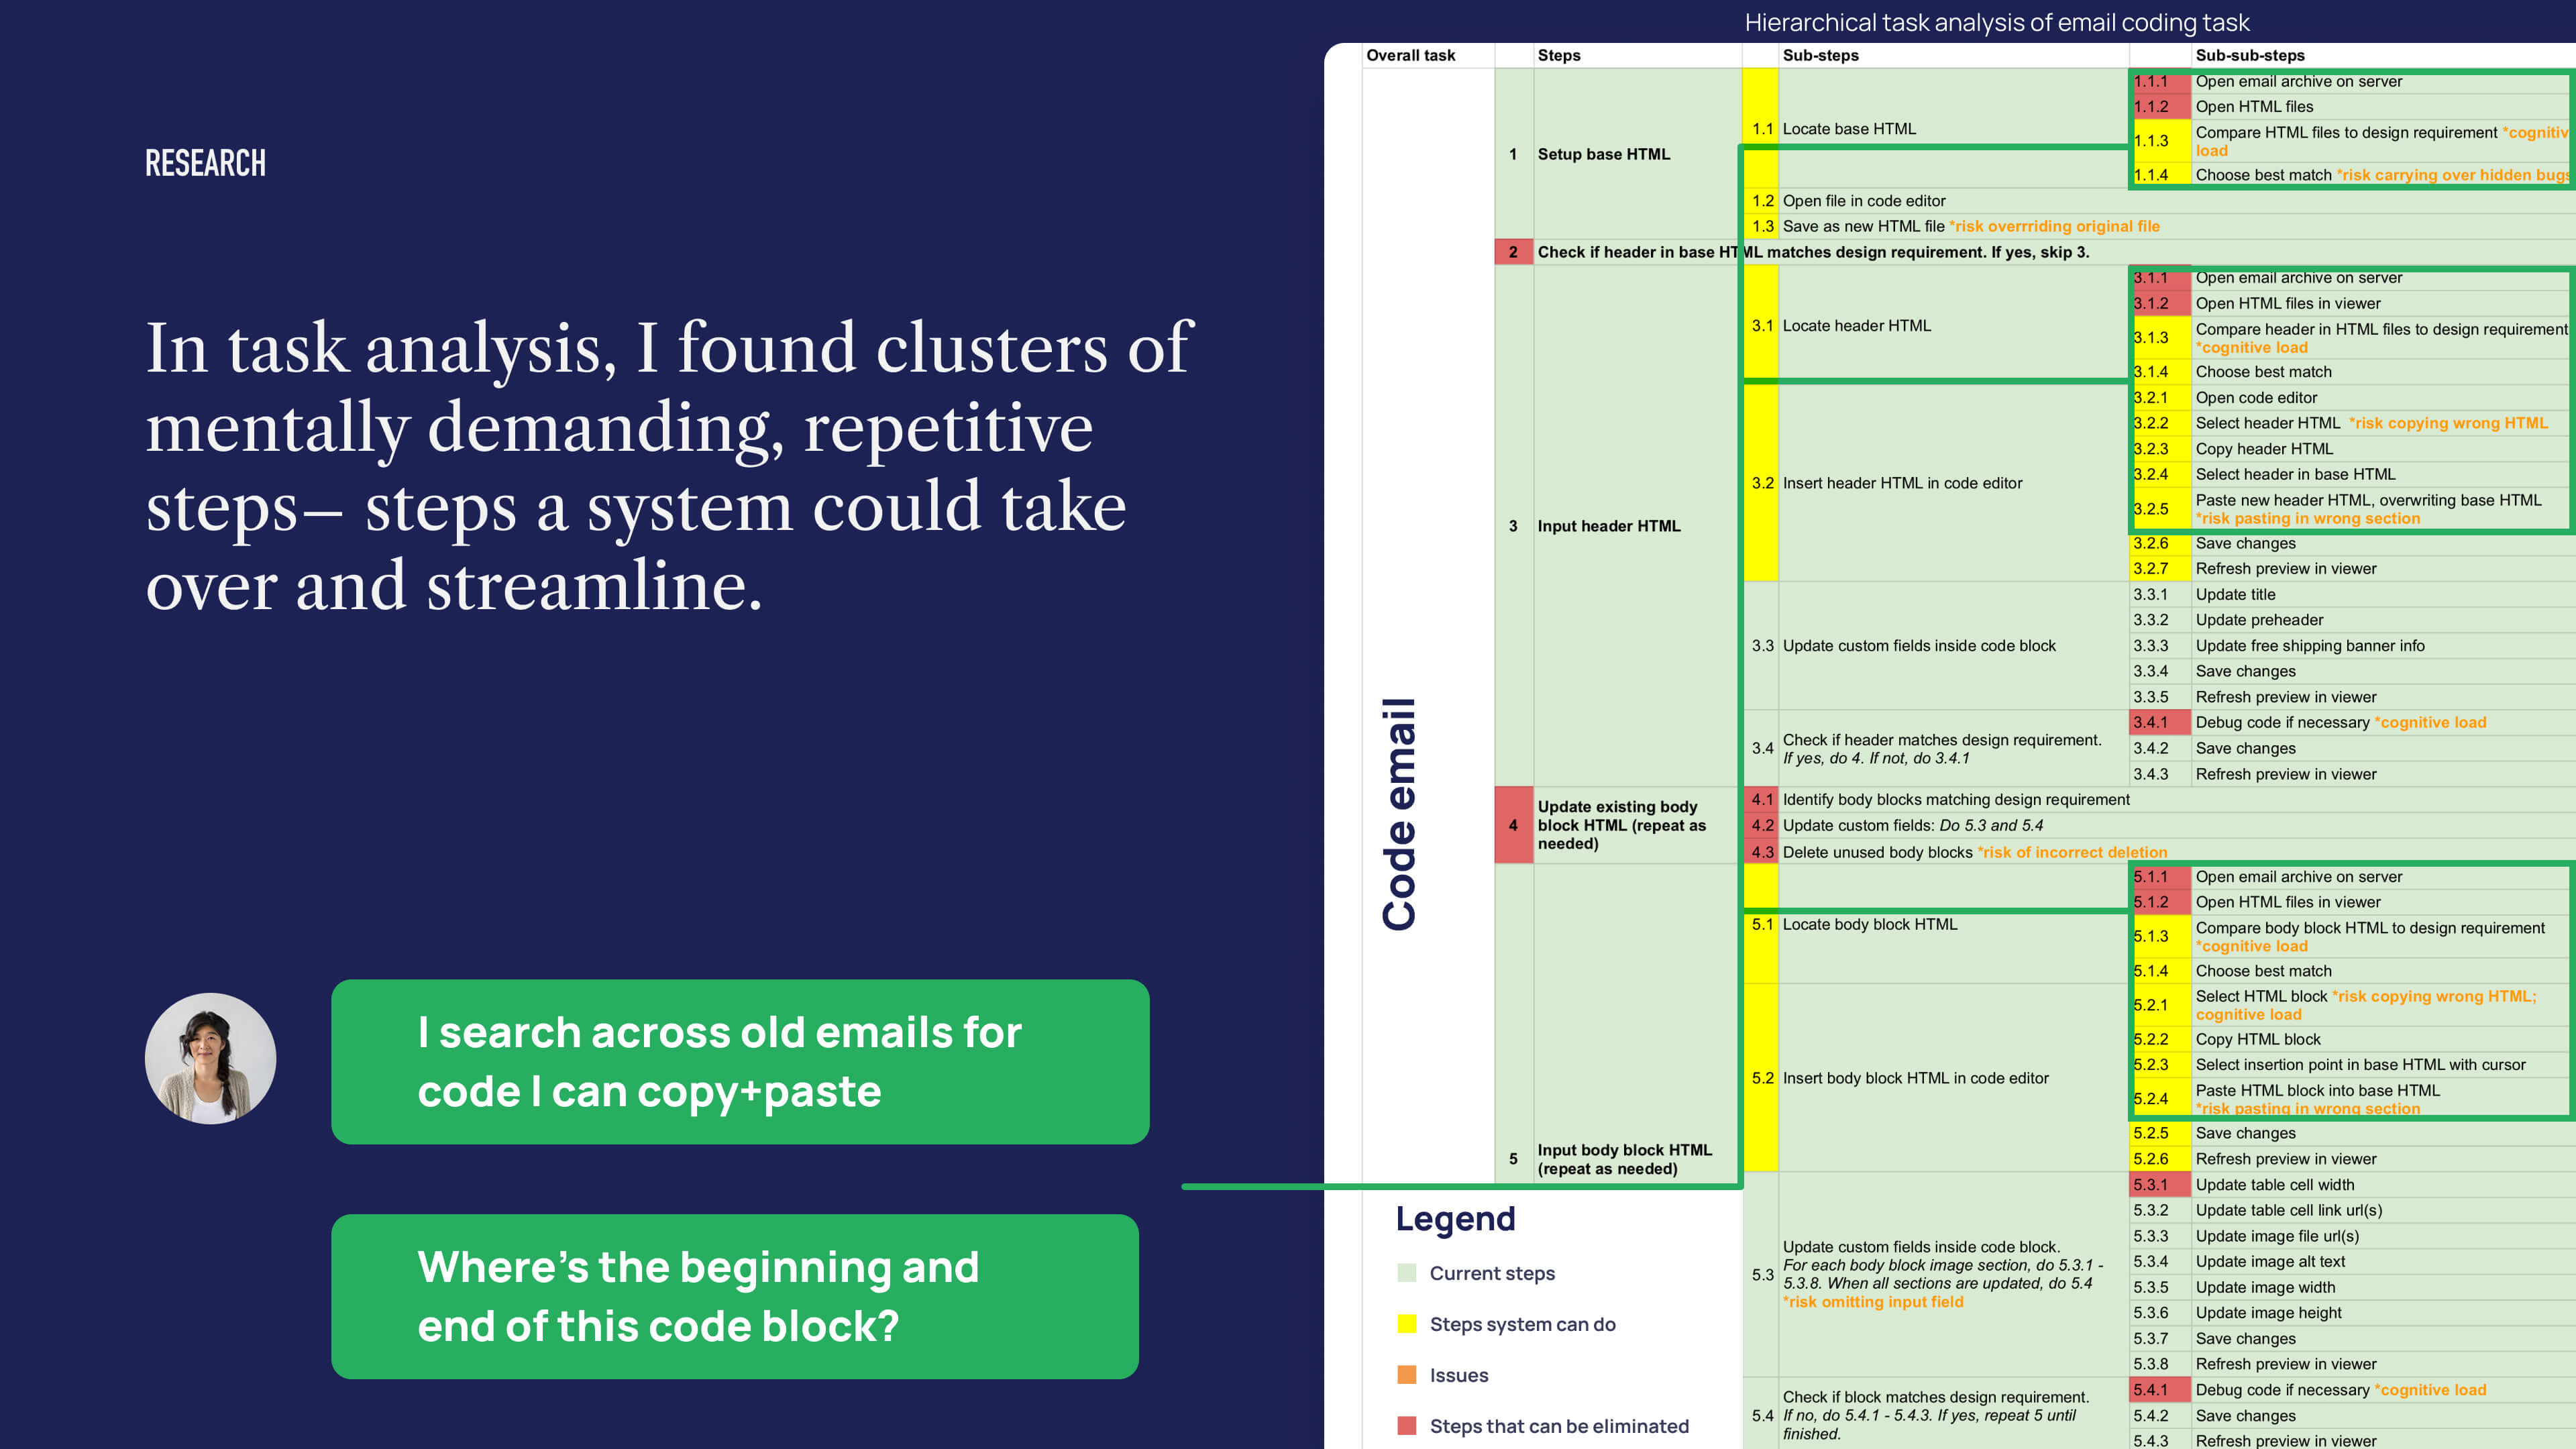 RESEARCH
In task analysis, I found clusters of
mentally demanding, repetitive
steps– steps a system could take
over and streamline.
I search across old emails for
code I can copy+paste
Where's the beginning and
end of this code block?
Hierarchical task analysis of email coding task
Overall task Steps Sub-steps Sub-sub-steps
Code email
1 Setup base HTML
1.1 Locate base HTML
1.1.1 Open email archive on server
1.1.2 Open HTML files
1.1.3 Compare HTML files to design requirement *cognitiv
load
1.1.4 Choose best match *risk carrying over hidden bugs
1.2 Open file in code editor
1.3 Save as new HTML file *risk overrriding original file
2 Check if header in base HTML matches design requirement. If yes, skip 3.
3 Input header HTML
3.1 Locate header HTML
3.1.1 Open email archive on server
3.1.2 Open HTML files in viewer
3.1.3 Compare header in HTML files to design requirement
*cognitive load
3.1.4 Choose best match
3.2 Insert header HTML in code editor
3.2.1 Open code editor
3.2.2 Select header HTML *risk copying wrong HTML
3.2.3 Copy header HTML
3.2.4 Select header in base HTML
3.2.5 Paste new header HTML, overwriting base HTML
*risk pasting in wrong section
3.2.6 Save changes
3.2.7 Refresh preview in viewer
3.3 Update custom fields inside code block
3.3.1 Update title
3.3.2 Update preheader
3.3.3 Update free shipping banner info
3.3.4 Save changes
3.3.5 Refresh preview in viewer
3.4 Check if header matches design requirement.
If yes, do 4. If not, do 3.4.1
3.4.1 Debug code if necessary *cognitive load
3.4.2 Save changes
3.4.3 Refresh preview in viewer
4 Update existing body
block HTML (repeat as
needed)
4.1 Identify body blocks matching design requirement
4.2 Update custom fields: Do 5.3 and 5.4
4.3 Delete unused body blocks *risk of incorrect deletion
5 Input body block HTML
(repeat as needed)
5.1 Locate body block HTML
5.1.1 Open email archive on server
5.1.2 Open HTML files in viewer
5.1.3 Compare body block HTML to design requirement
*cognitive load
5.1.4 Choose best match
5.2 Insert body block HTML in code editor
5.2.1 Select HTML block *risk copying wrong HTML;
cognitive load
5.2.2 Copy HTML block
5.2.3 Select insertion point in base HTML with cursor
5.2.4 Paste HTML block into base HTML
*risk pasting in wrong section
5.2.5 Save changes
5.2.6 Refresh preview in viewer
5.3 Update custom fields inside code block.
For each body block image section, do 5.3.1 -
5.3.8. When all sections are updated, do 5.4
*risk omitting input field
5.3.1 Update table cell width
5.3.2 Update table cell link url(s)
5.3.3 Update image file url(s)
5.3.4 Update image alt text
5.3.5 Update image width
5.3.6 Update image height
5.3.7 Save changes
5.3.8 Refresh preview in viewer
5.4 Check if block matches design requirement.
If no, do 5.4.1 - 5.4.3. If yes, repeat 5 until
finished.
5.4.1 Debug code if necessary *cognitive load
5.4.2 Save changes
5.4.3 Refresh preview in viewer
Legend
Current steps
Steps system can do
Issues
Steps that can be eliminated